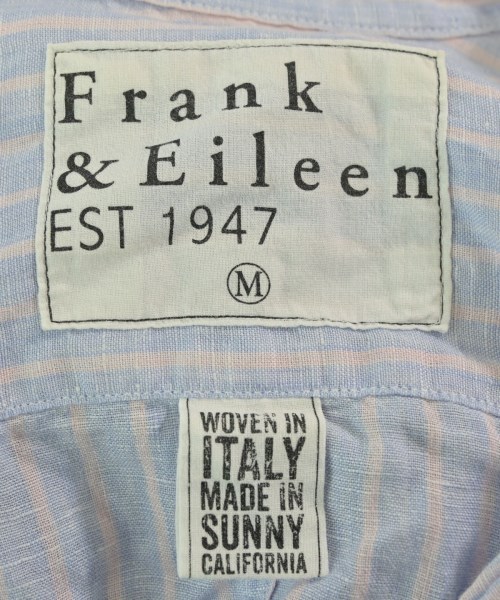 Frank
& Eileen
EST 1947
M
WOVEN IN
ITALY
MADE IN
SUNNY
CALIFORNIA